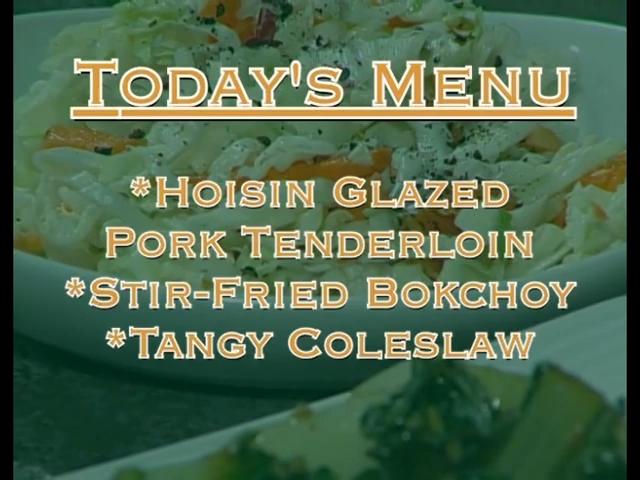 Today's Menu
*Hoisin Glazed
Pork Tenderloin
*Stir-Fried Bokchoy
*Tangy Coleslaw